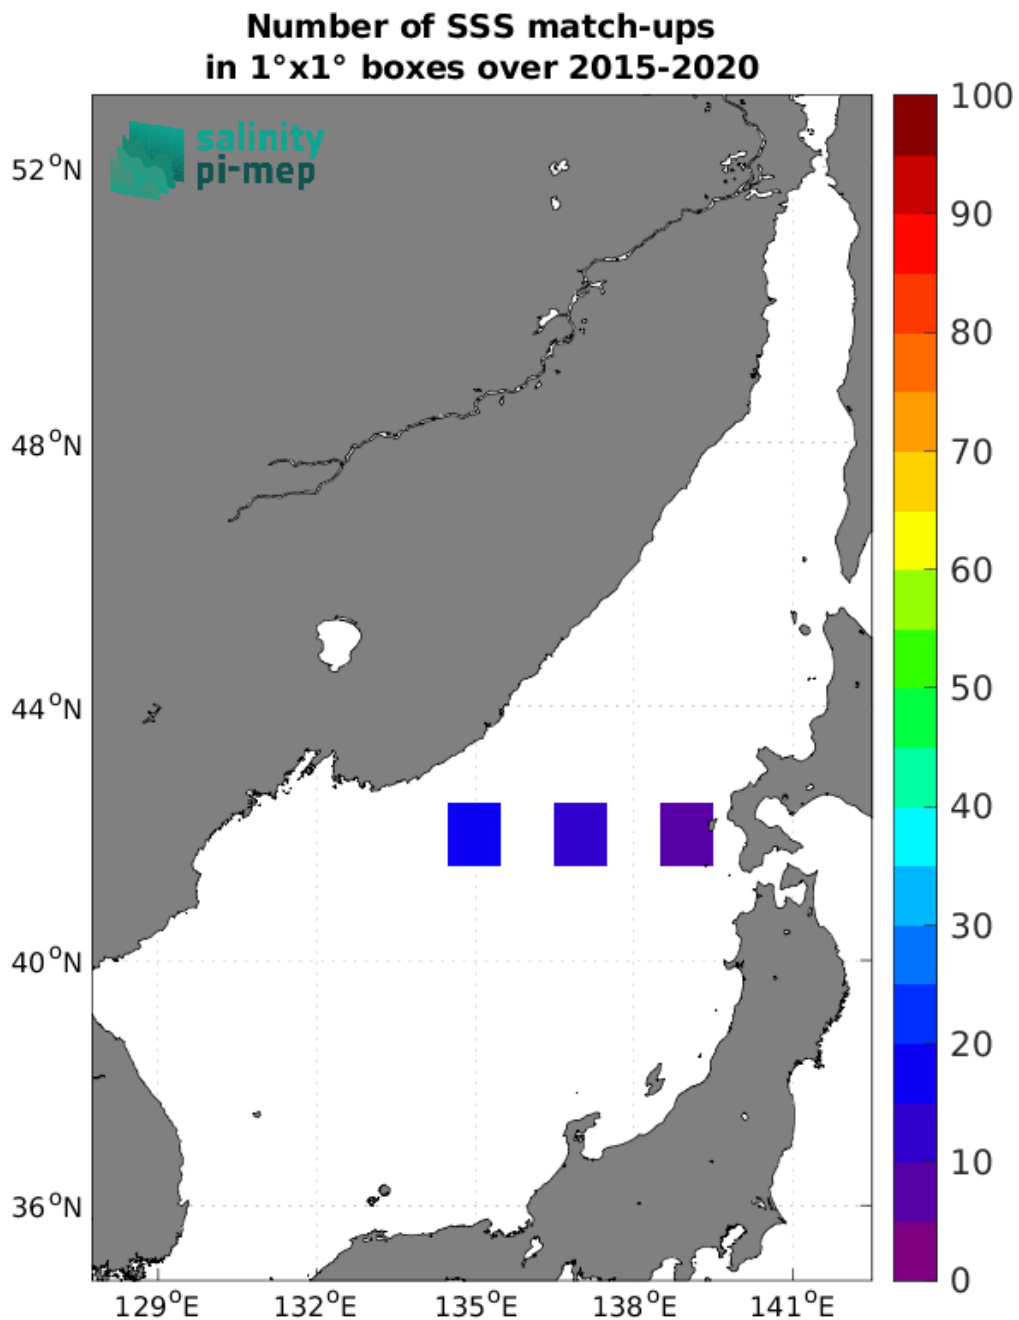 Number of SSS match-ups
in 1°x1° boxes over 2015-2020
salinity
pi-mep
52°N
48°N
44°N
40°N
36°N
129°E
132°E
135°E
138°E
141°E
100
90
80
70
60
50
40
30
20
10
0